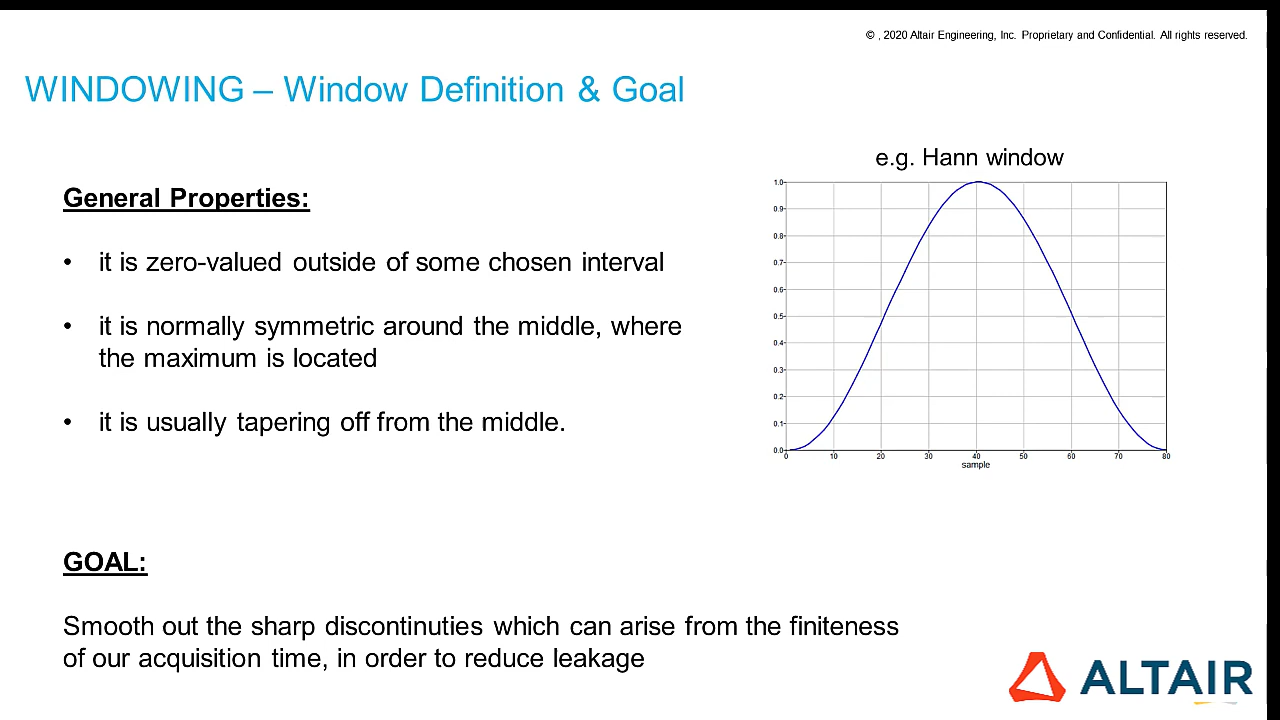 © , 2020 Altair Engineering, Inc. Proprietary and Confidential. All rights reserved.
WINDOWING – Window Definition & Goal
General Properties:
• it is zero-valued outside of some chosen interval
• it is normally symmetric around the middle, where
the maximum is located
• it is usually tapering off from the middle.
e.g. Hann window
1.0
0.9
0.8
0.7
0.6
0.5
0.4
0.3
0.2
0.1
0.0
0 10 20 30 40 50 60 70 80
sample
GOAL:
Smooth out the sharp discontinuties which can arise from the finiteness
of our acquisition time, in order to reduce leakage
ALTAIR